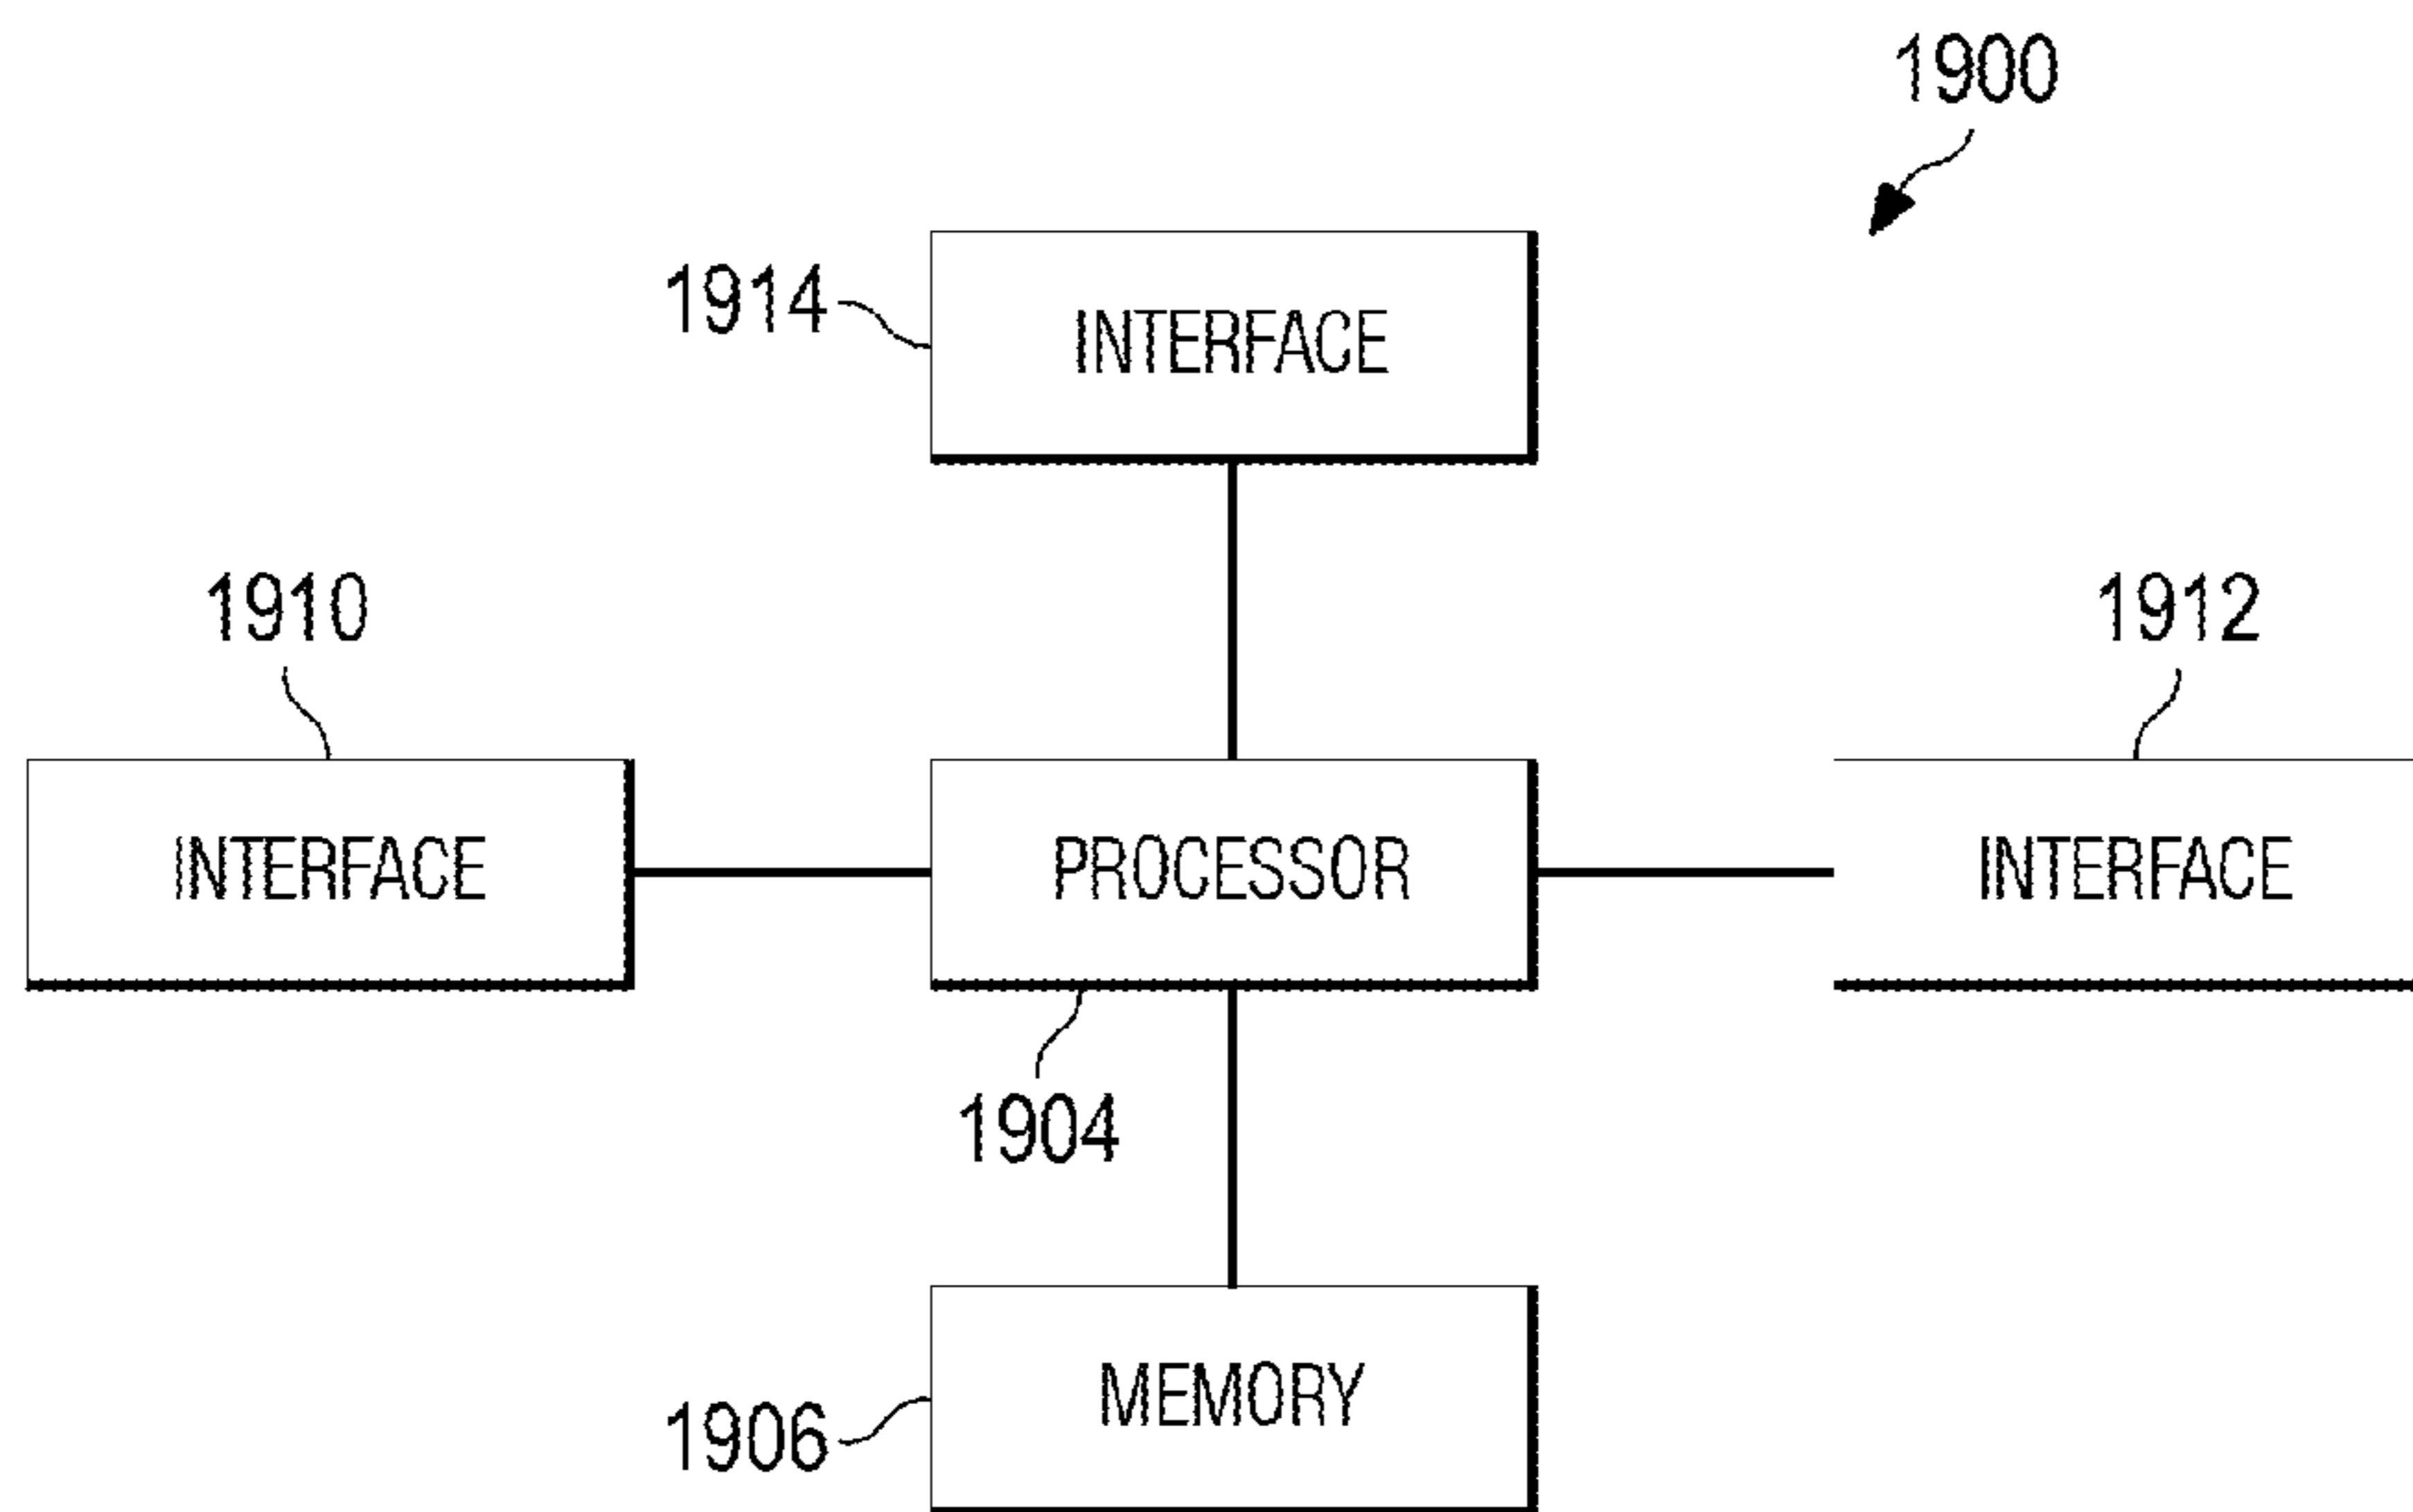 1900
1914
INTERFACE
1910
1912
INTERFACE
PROCESSOR
INTERFACE
1904
MEMORY
1906